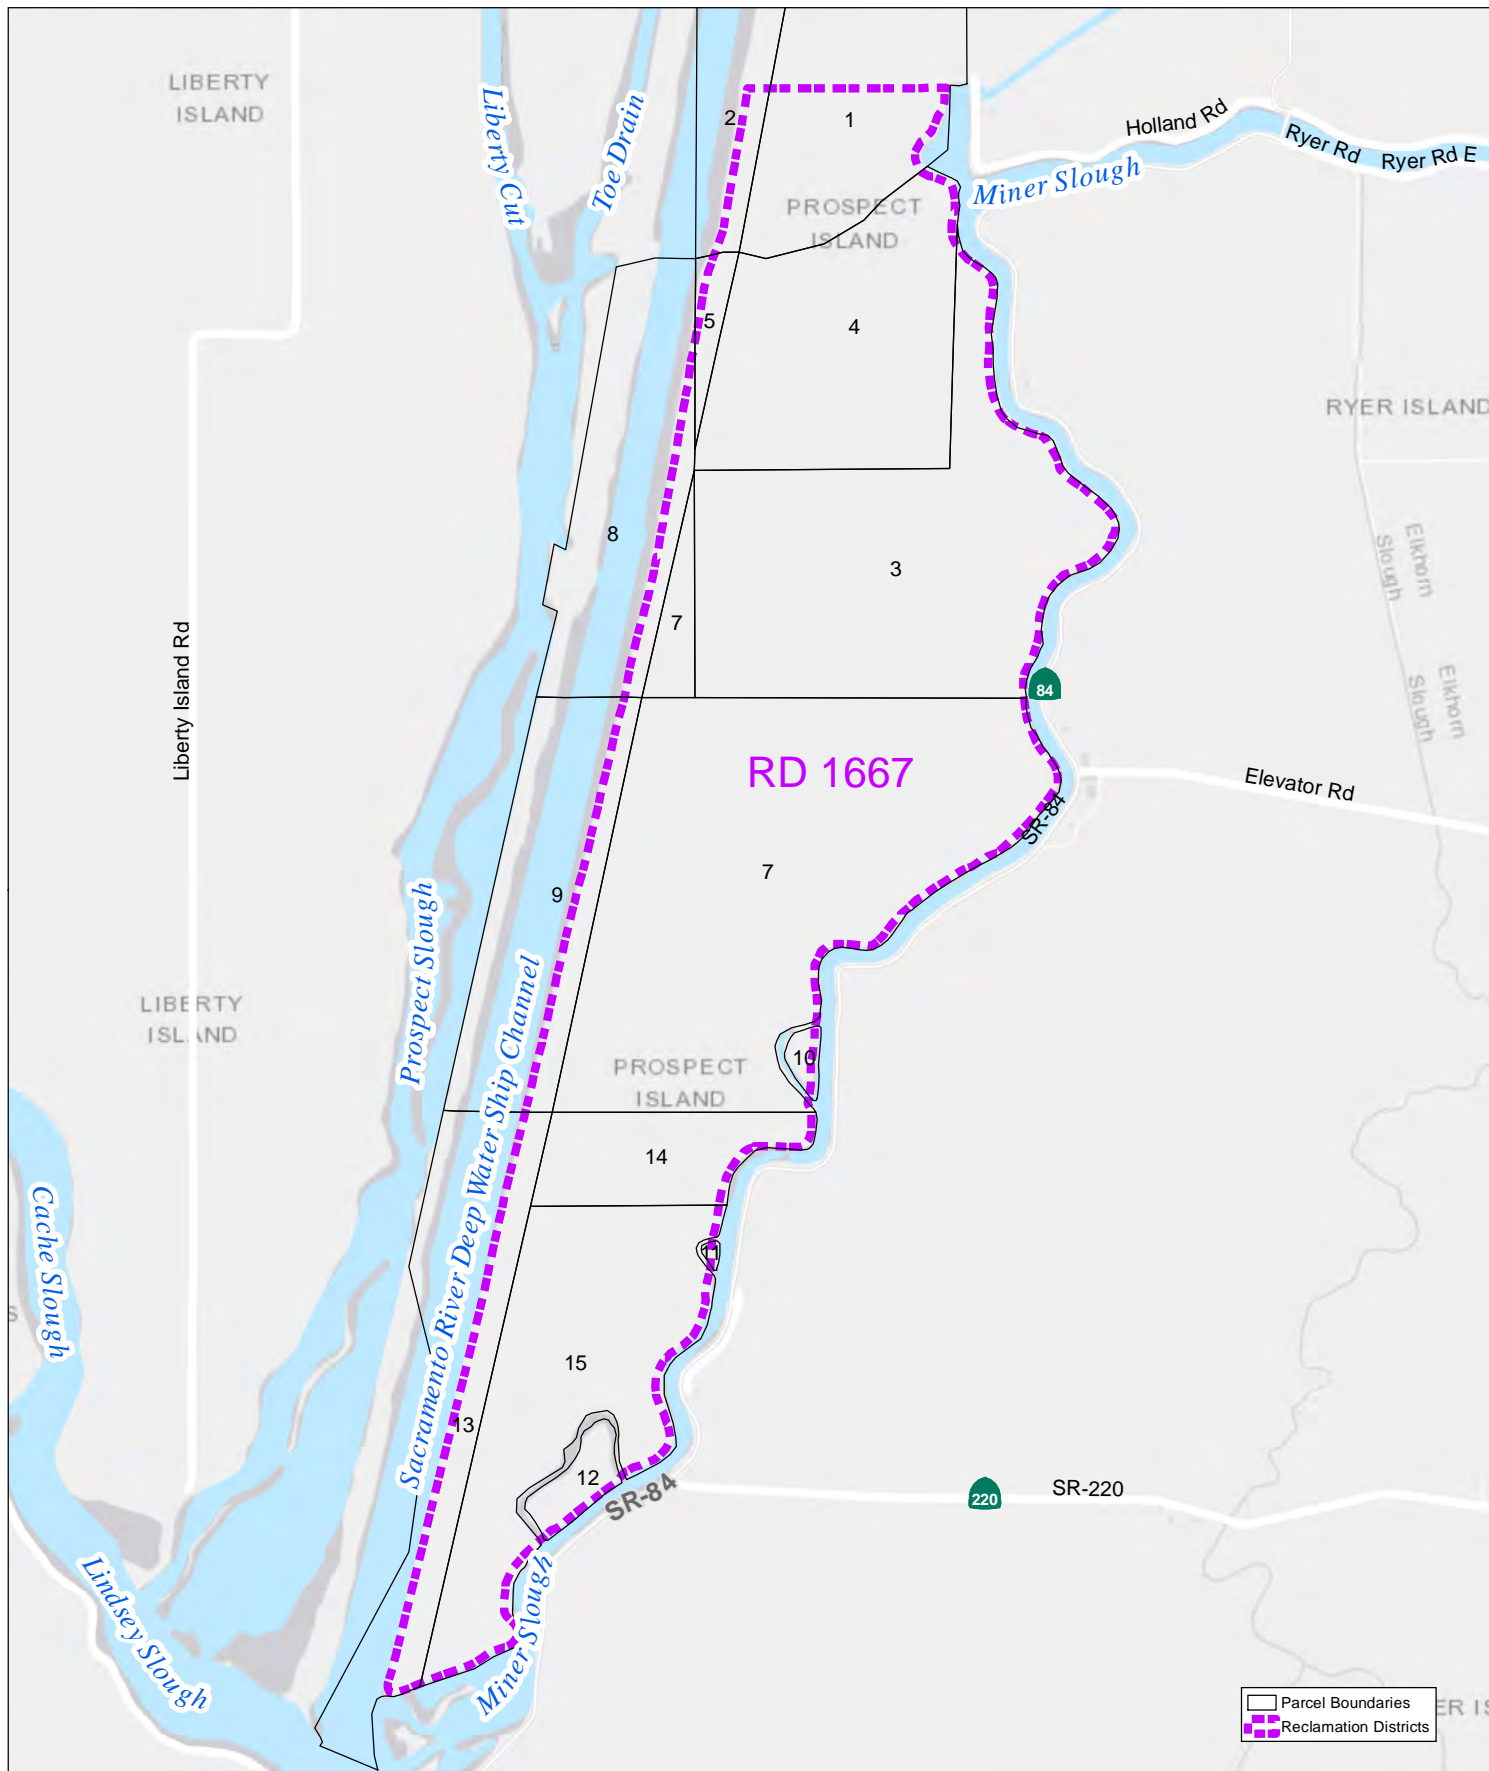 LIBERTY
ISLAND
Liberty Cut
Toe Drain
2
1
Holland Rd
Ryer Rd
Ryer Rd E
Miner Slough
PROSPECT
ISLAND
5
4
RYER ISLAND
8
3
Elkhorn
Slough
7
Liberty Island Rd
84
Elkhorn
Slough
RD 1667
Elevator Rd
SR-84
7
9
Prospect Slough
LIBERTY
ISLAND
Sacramento River Deep Water Ship Channel
10
PROSPECT
ISLAND
14
Cache Slough
11
S
15
13
12
SR-84
220
SR-220
Lindsey Slough
Miner Slough
Parcel Boundaries
Reclamation Districts
ER IS